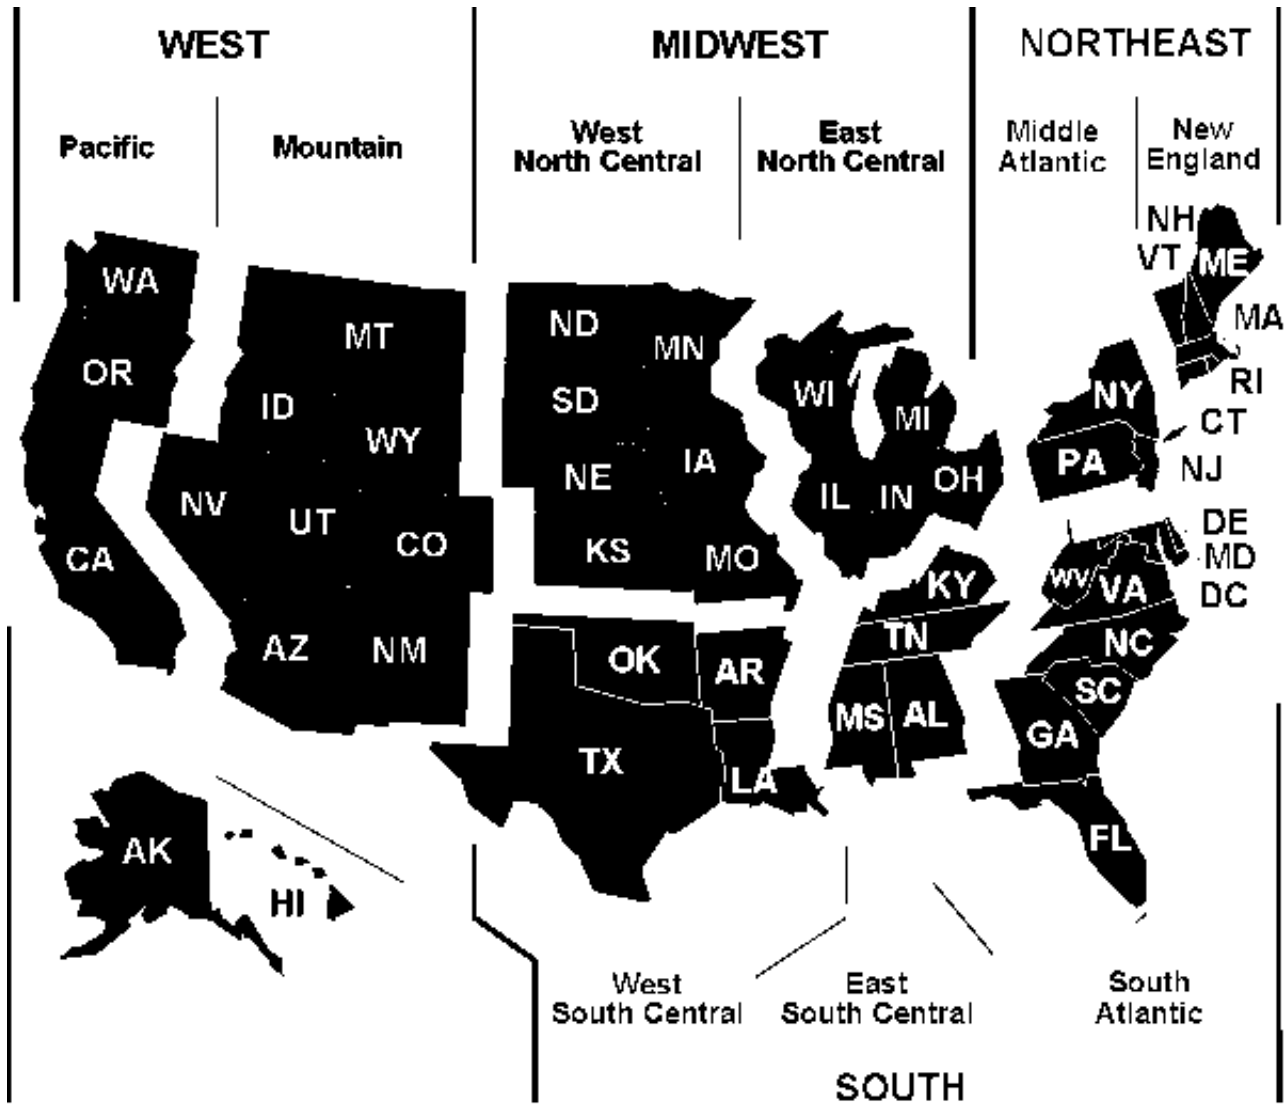 WEST
MIDWEST
NORTHEAST
Pacific
Mountain
West
North Central
East
North Central
Middle
Atlantic
New
England
NH
VT
ME
MA
RI
CT
NJ
NY
PA
WA
OR
CA
MT
ID
WY
NV
UT
CO
AZ
NM
ND
MN
SD
NE
IA
KS
MO
WI
MI
IL
IN
OH
DE
MD
DC
WV
VA
NC
SC
GA
FL
KY
TN
MS
AL
OK
AR
TX
LA
AK
HI
West
South Central
East
South Central
South
Atlantic
SOUTH